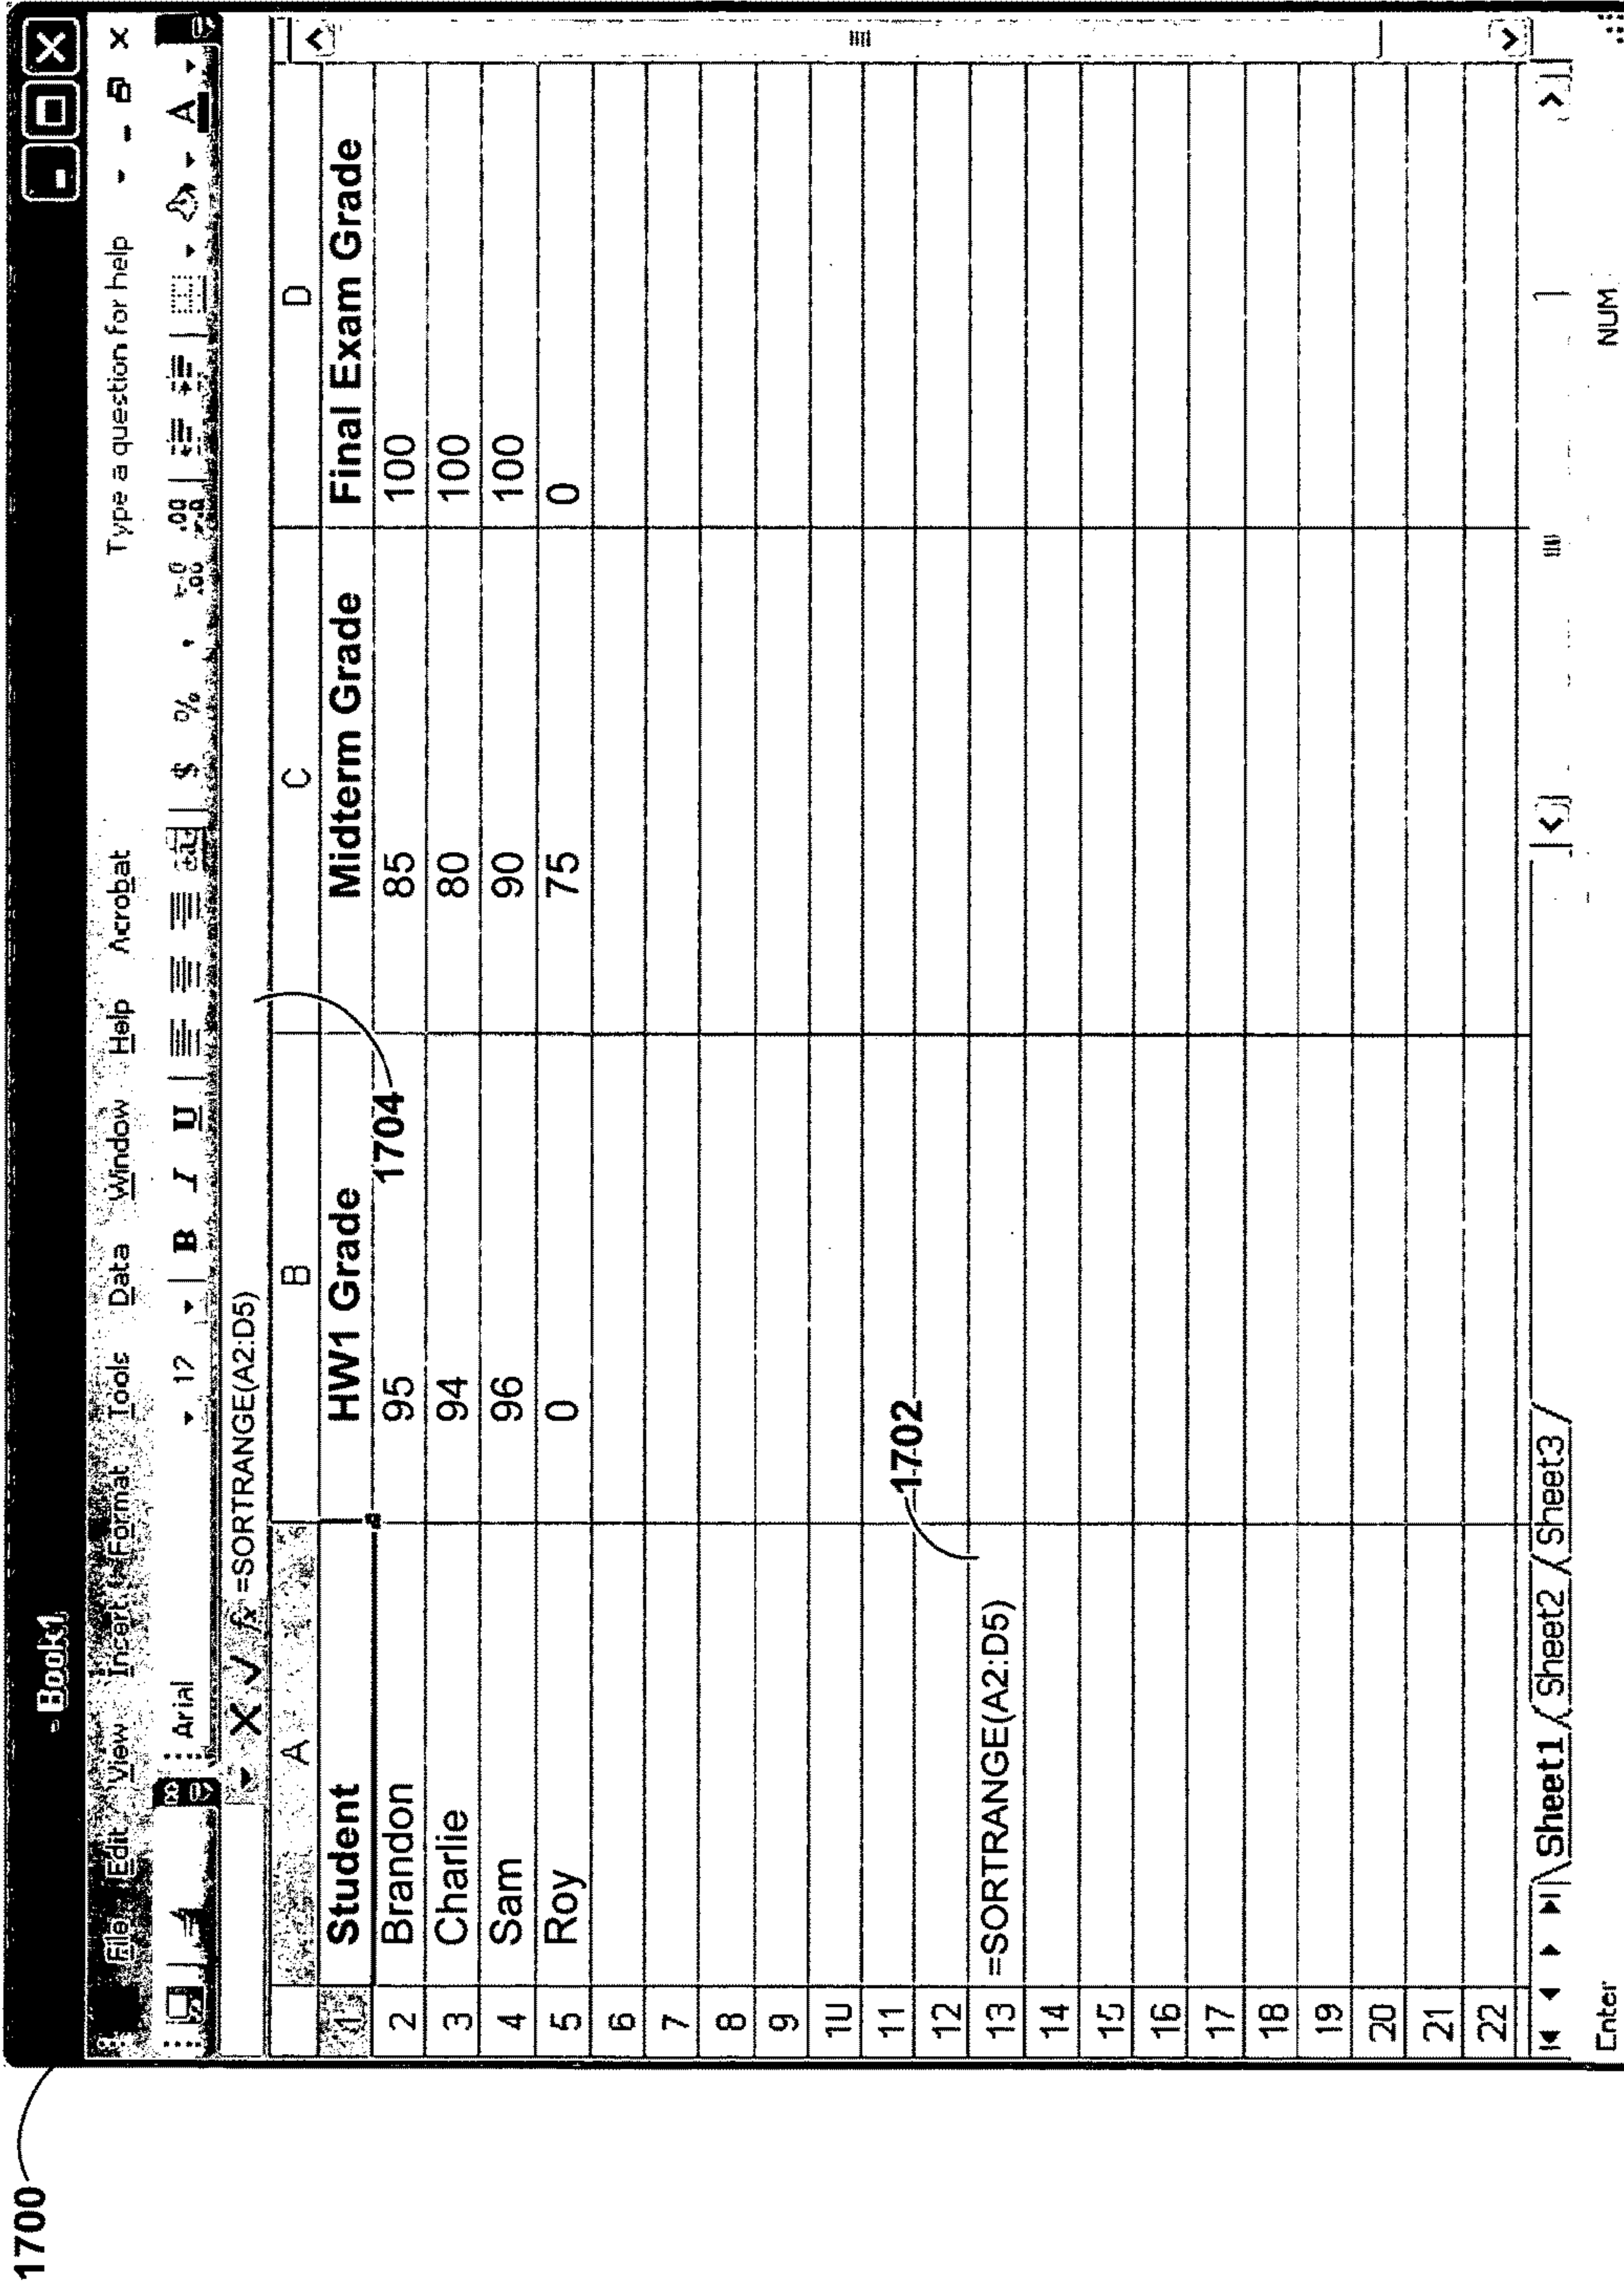 1700
- Book1
File Edit View Insert Format Tools Data Window Help Acrobat Type a question for help
Arial 12 B I U $ % , .00
fx =SORTRANGE(A2:D5)
A B C D
1 Student HW1 Grade Midterm Grade Final Exam Grade
2 Brandon 95 85 100
1704
3 Charlie 94 80 100
4 Sam 96 90 100
5 Roy 0 75 0
6
7
8
9
10
11
1702
12
13 =SORTRANGE(A2:D5)
14
15
16
17
18
19
20
21
22
Sheet1 / Sheet2 / Sheet3 /
Enter NUM